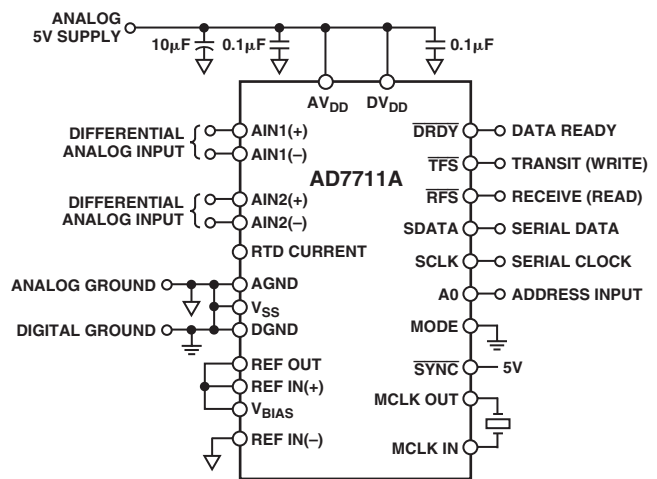 ANALOG
5V SUPPLY
10μF
0.1μF
0.1μF
AVDD
DVDD
DIFFERENTIAL
ANALOG INPUT
AIN1(+)
AIN1(–)
DIFFERENTIAL
ANALOG INPUT
AIN2(+)
AIN2(–)
RTD CURRENT
ANALOG GROUND
AGND
VSS
DIGITAL GROUND
DGND
REF OUT
REF IN(+)
VBIAS
REF IN(–)
AD7711A
DRDY
DATA READY
TFS
TRANSIT (WRITE)
RFS
RECEIVE (READ)
SDATA
SERIAL DATA
SCLK
SERIAL CLOCK
A0
ADDRESS INPUT
MODE
SYNC
5V
MCLK OUT
MCLK IN